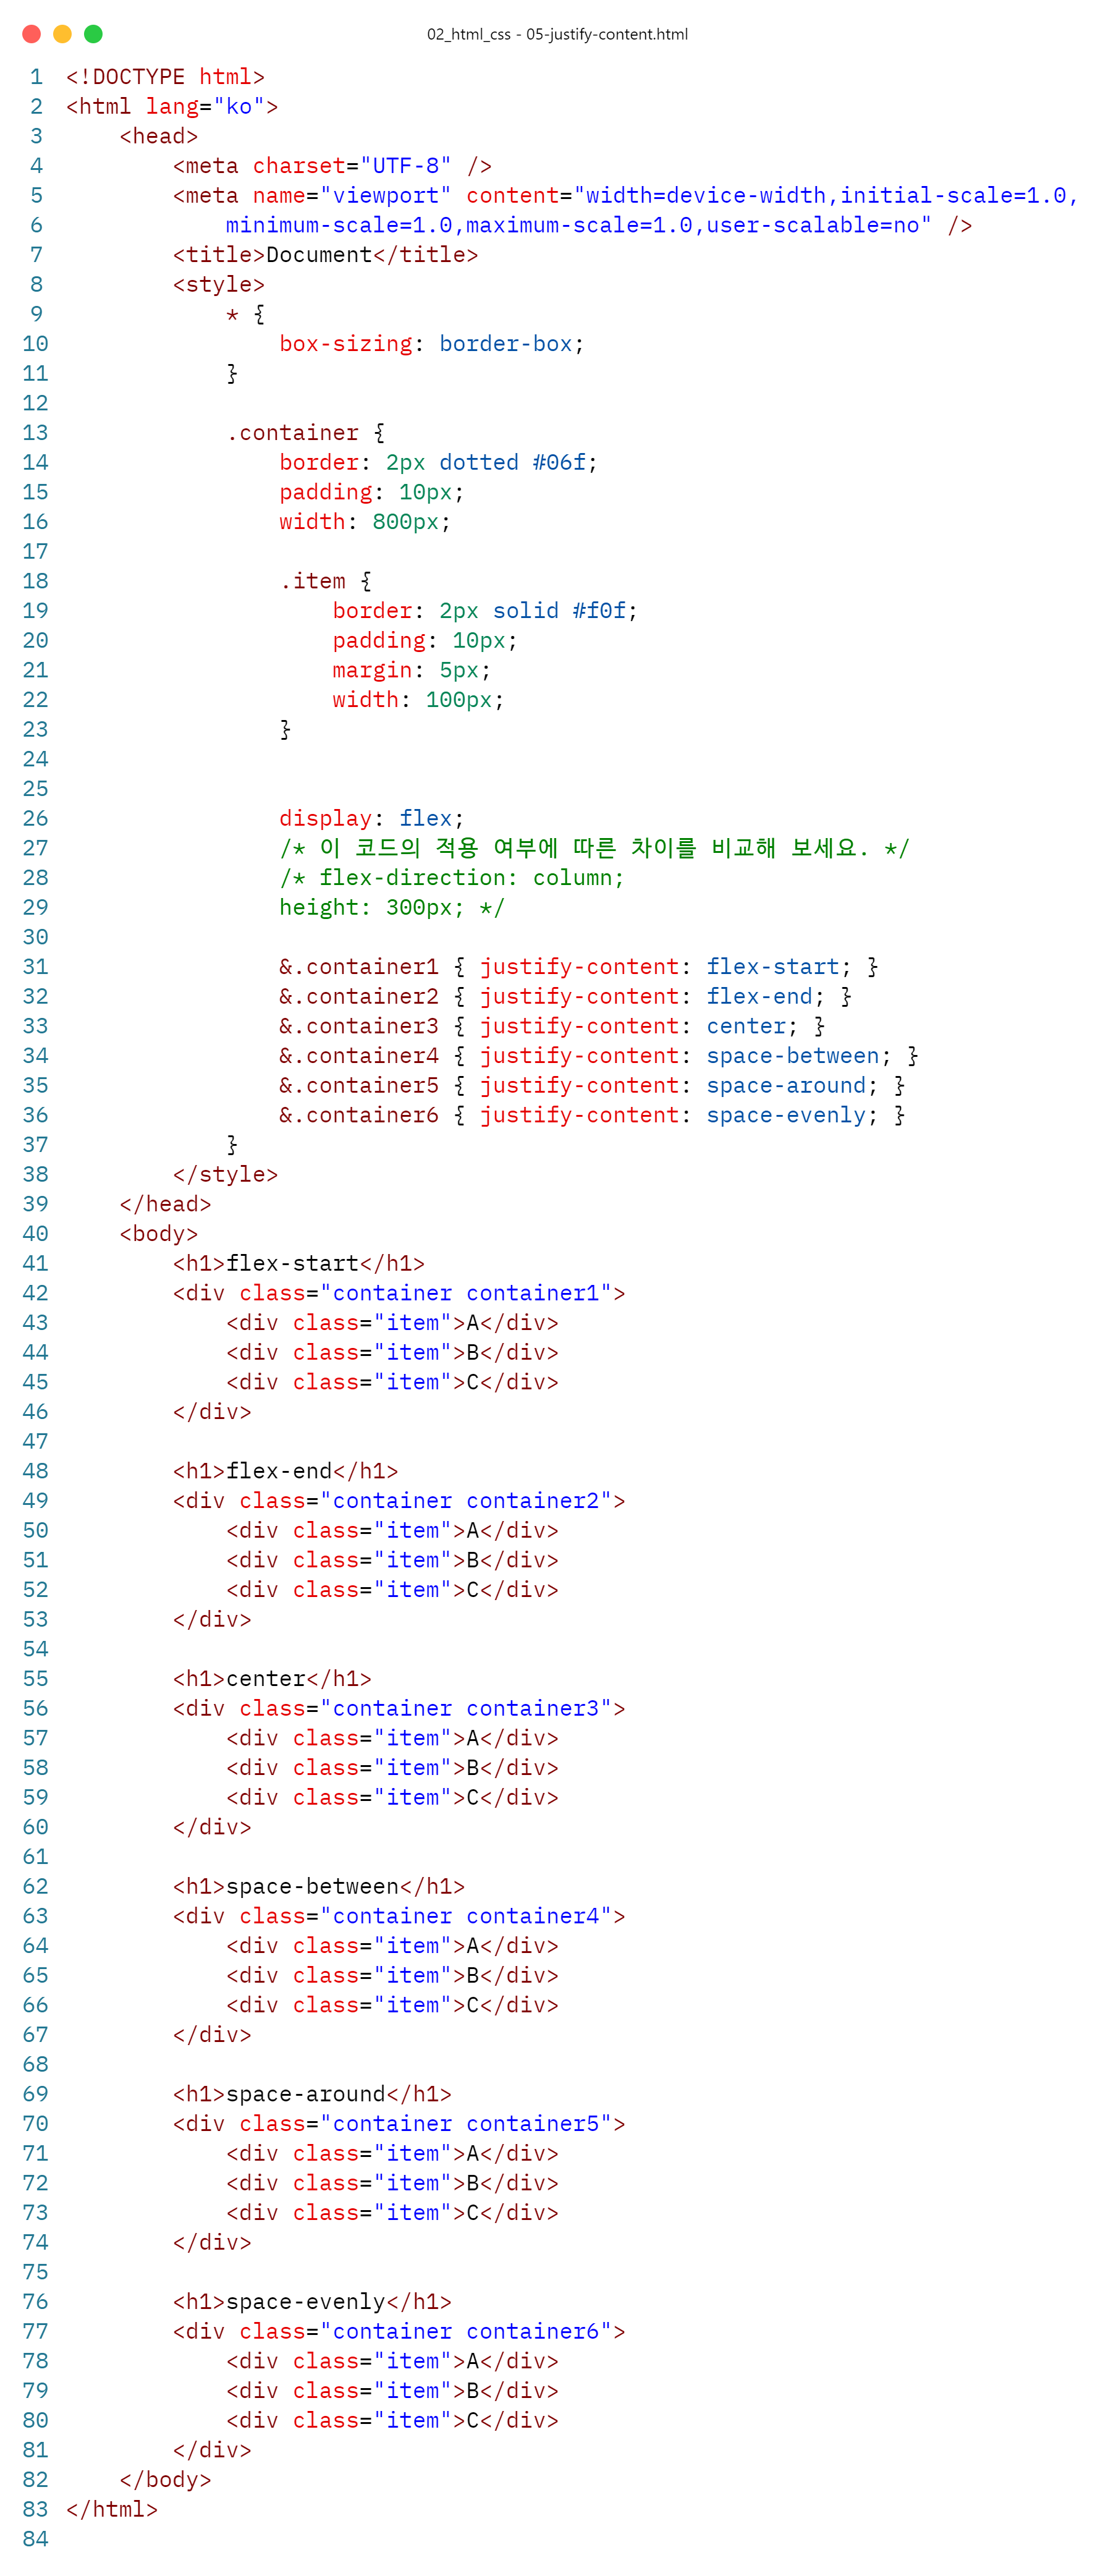 02_html_css - 05-justify-content.html
1 <!DOCTYPE html>
2 <html lang="ko">
3     <head>
4         <meta charset="UTF-8" />
5         <meta name="viewport" content="width=device-width,initial-scale=1.0,
6             minimum-scale=1.0,maximum-scale=1.0,user-scalable=no" />
7         <title>Document</title>
8         <style>
9             * {
10                 box-sizing: border-box;
11             }
12
13             .container {
14                 border: 2px dotted #06f;
15                 padding: 10px;
16                 width: 800px;
17
18                 .item {
19                     border: 2px solid #f0f;
20                     padding: 10px;
21                     margin: 5px;
22                     width: 100px;
23                 }
24
25
26                 display: flex;
27                 /* 이 코드의 적용 여부에 따른 차이를 비교해 보세요. */
28                 /* flex-direction: column;
29                 height: 300px; */
30
31                 &.container1 { justify-content: flex-start; }
32                 &.container2 { justify-content: flex-end; }
33                 &.container3 { justify-content: center; }
34                 &.container4 { justify-content: space-between; }
35                 &.container5 { justify-content: space-around; }
36                 &.container6 { justify-content: space-evenly; }
37             }
38         </style>
39     </head>
40     <body>
41         <h1>flex-start</h1>
42         <div class="container container1">
43             <div class="item">A</div>
44             <div class="item">B</div>
45             <div class="item">C</div>
46         </div>
47
48         <h1>flex-end</h1>
49         <div class="container container2">
50             <div class="item">A</div>
51             <div class="item">B</div>
52             <div class="item">C</div>
53         </div>
54
55         <h1>center</h1>
56         <div class="container container3">
57             <div class="item">A</div>
58             <div class="item">B</div>
59             <div class="item">C</div>
60         </div>
61
62         <h1>space-between</h1>
63         <div class="container container4">
64             <div class="item">A</div>
65             <div class="item">B</div>
66             <div class="item">C</div>
67         </div>
68
69         <h1>space-around</h1>
70         <div class="container container5">
71             <div class="item">A</div>
72             <div class="item">B</div>
73             <div class="item">C</div>
74         </div>
75
76         <h1>space-evenly</h1>
77         <div class="container container6">
78             <div class="item">A</div>
79             <div class="item">B</div>
80             <div class="item">C</div>
81         </div>
82     </body>
83 </html>
84